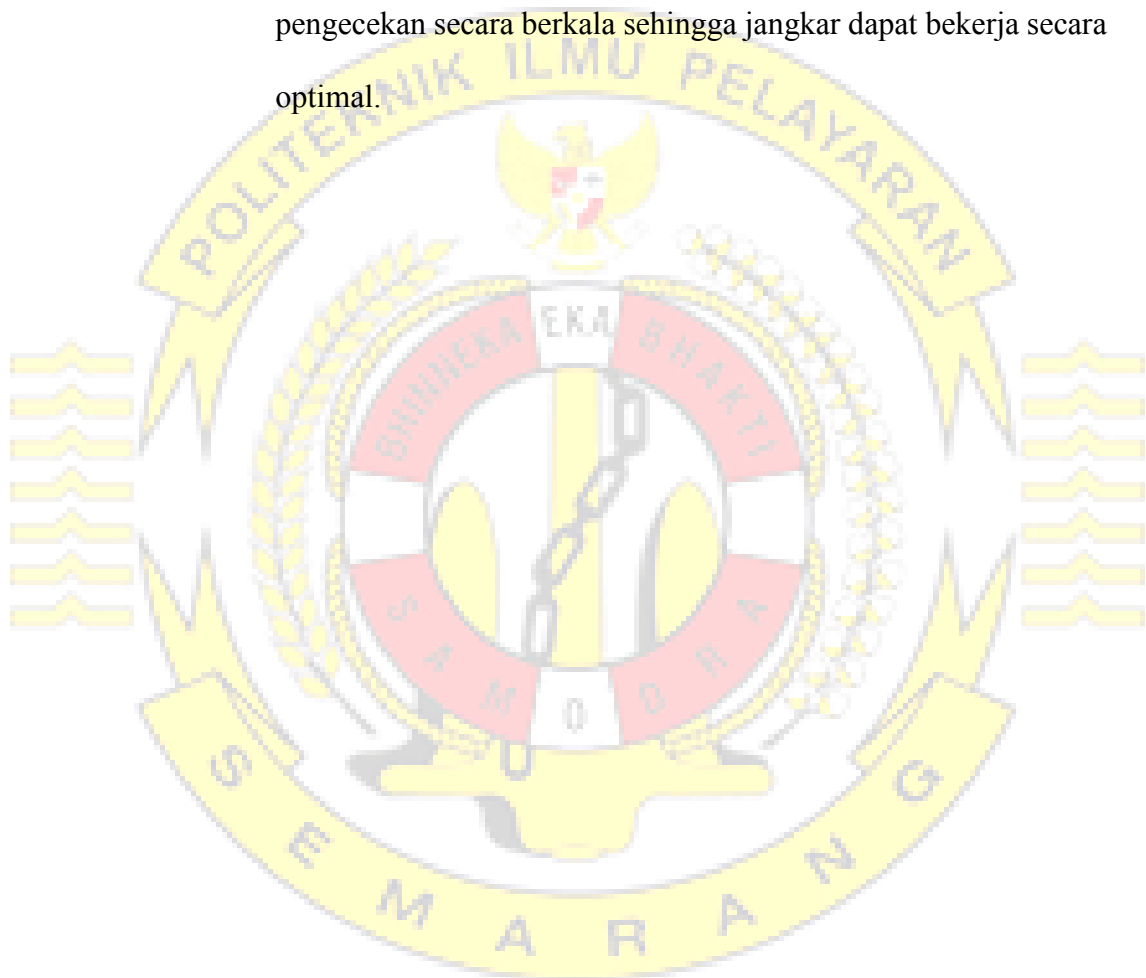 pengecekan secara berkala sehingga jangkar dapat bekerja secara
optimal.
POLITEKNIK ILMU PELAYARAN
BHINNEKA EKA BHAKTI
SAMODRA
SEMARANG